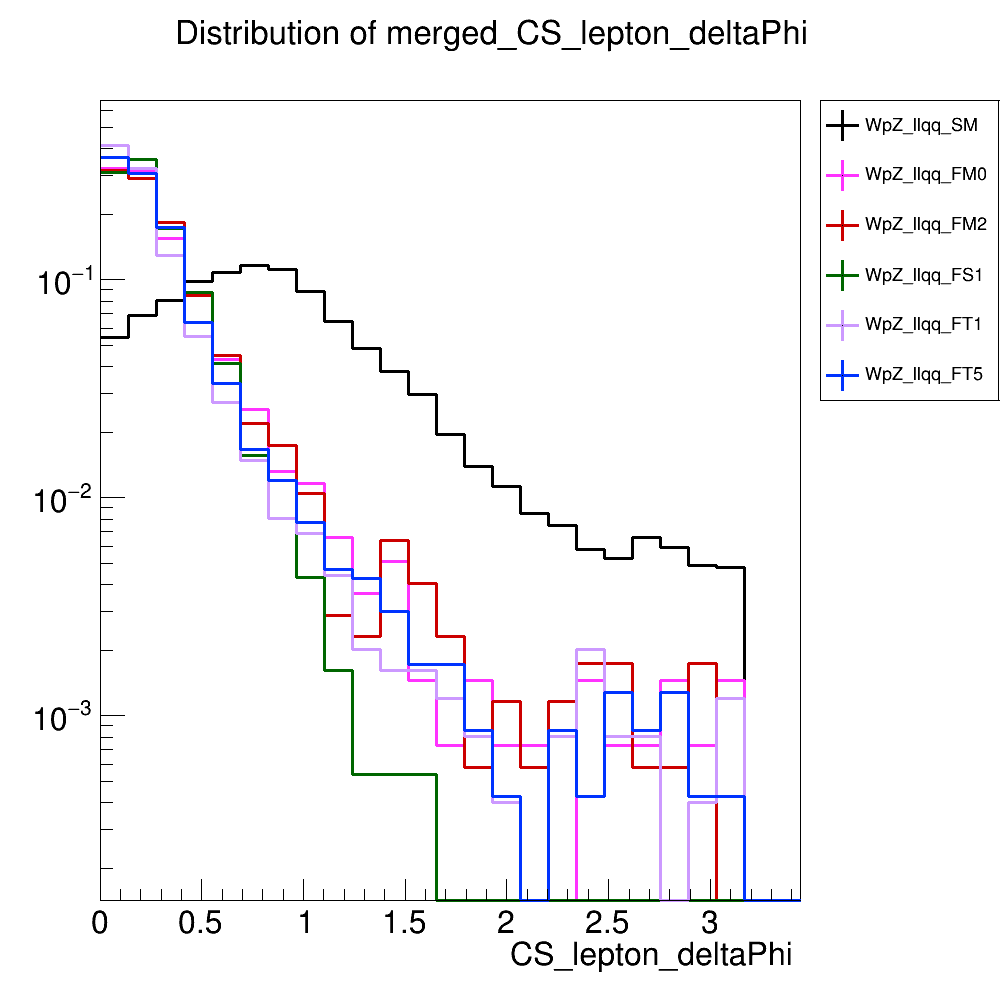 Distribution of merged_CS_lepton_deltaPhi
WpZ_llqq_SM
WpZ_llqq_FM0
WpZ_llqq_FM2
WpZ_llqq_FS1
WpZ_llqq_FT1
WpZ_llqq_FT5
10⁻¹
10⁻²
10⁻³
0 0.5 1 1.5 2 2.5 3
CS_lepton_deltaPhi